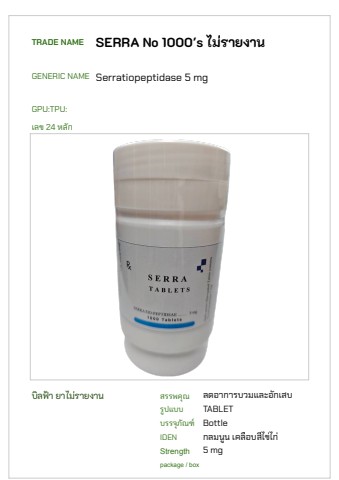 TRADE NAME SERRA No 1000's ไม่รายงาน
GENERIC NAME Serratiopeptidase 5 mg
GPU:TPU:
เลข 24 หลัก
SERRA
TABLETS
1000 Tablets
บิลฟ้า ยาไม่รายงาน
สรรพคุณ ลดอาการบวมและอักเสบ
รูปแบบ TABLET
บรรจุภัณฑ์ Bottle
IDEN กลมนูน เคลือบสีไข่ไก่
Strength 5 mg
package / box